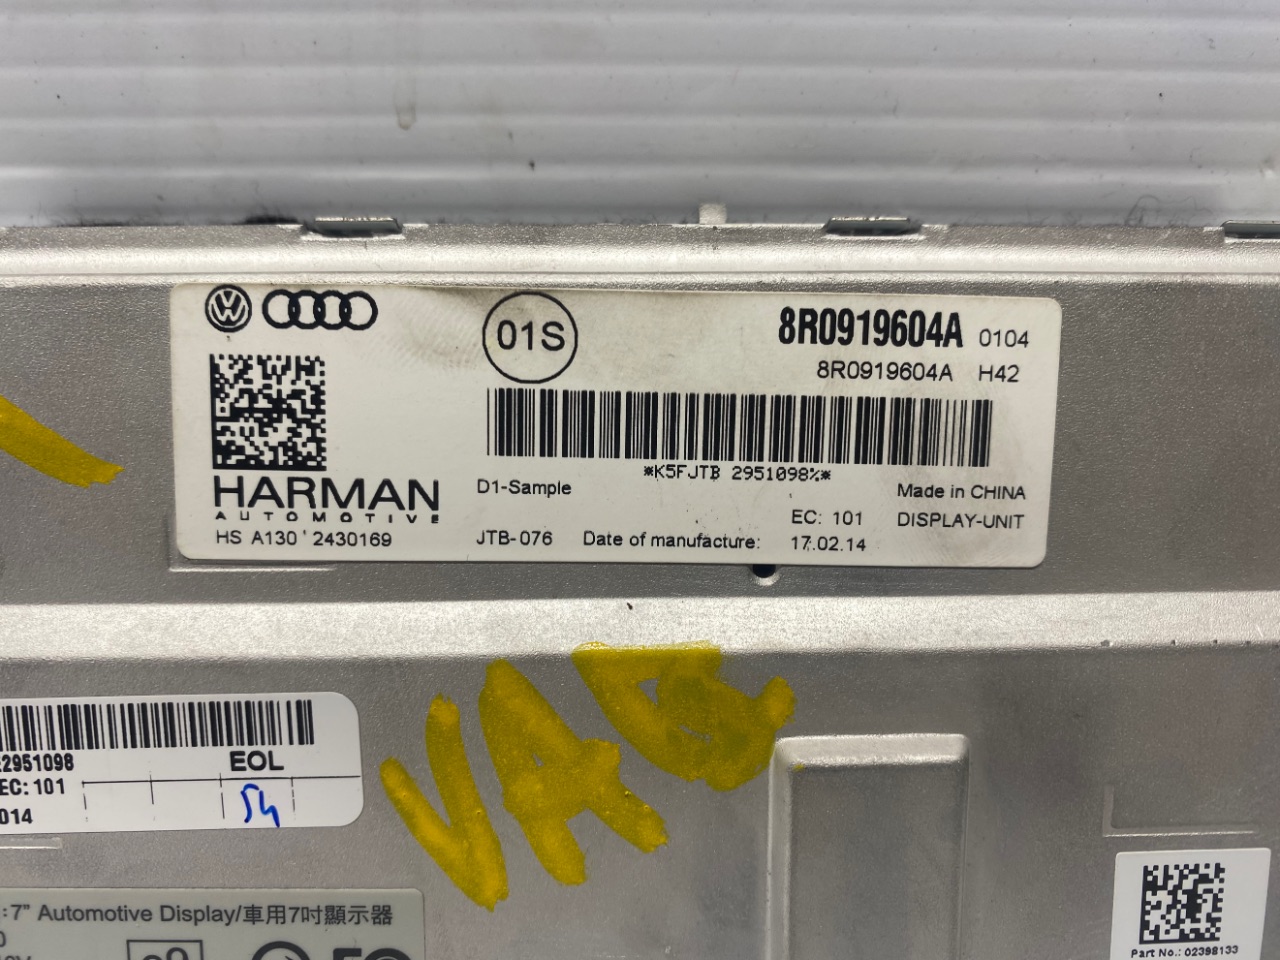 01S
8R0919604A 0104
8R0919604A H42
*K5FJTB 2951098%*
HARMAN
AUTOMOTIVE
D1-Sample
Made in CHINA
EC: 101 DISPLAY-UNIT
HS A130 ' 2430169 JTB-076 Date of manufacture: 17.02.14
VAG
2951098 EOL
EC: 101
014 54
: 7" Automotive Display/車用7吋顯示器
Part No.: 02398133